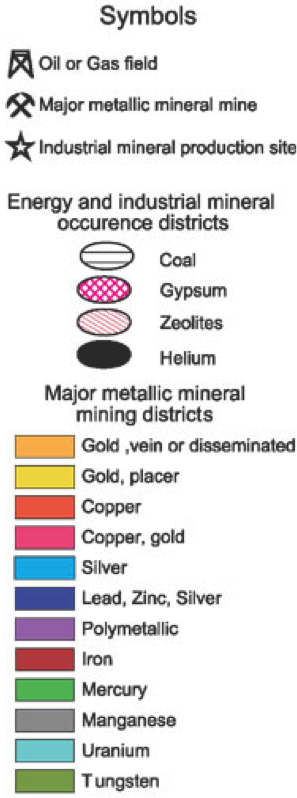 Symbols
Oil or Gas field
Major metallic mineral mine
Industrial mineral production site
Energy and industrial mineral
occurence districts
Coal
Gypsum
Zeolites
Helium
Major metallic mineral
mining districts
Gold ,vein or disseminated
Gold, placer
Copper
Copper, gold
Silver
Lead, Zinc, Silver
Polymetallic
Iron
Mercury
Manganese
Uranium
Tungsten